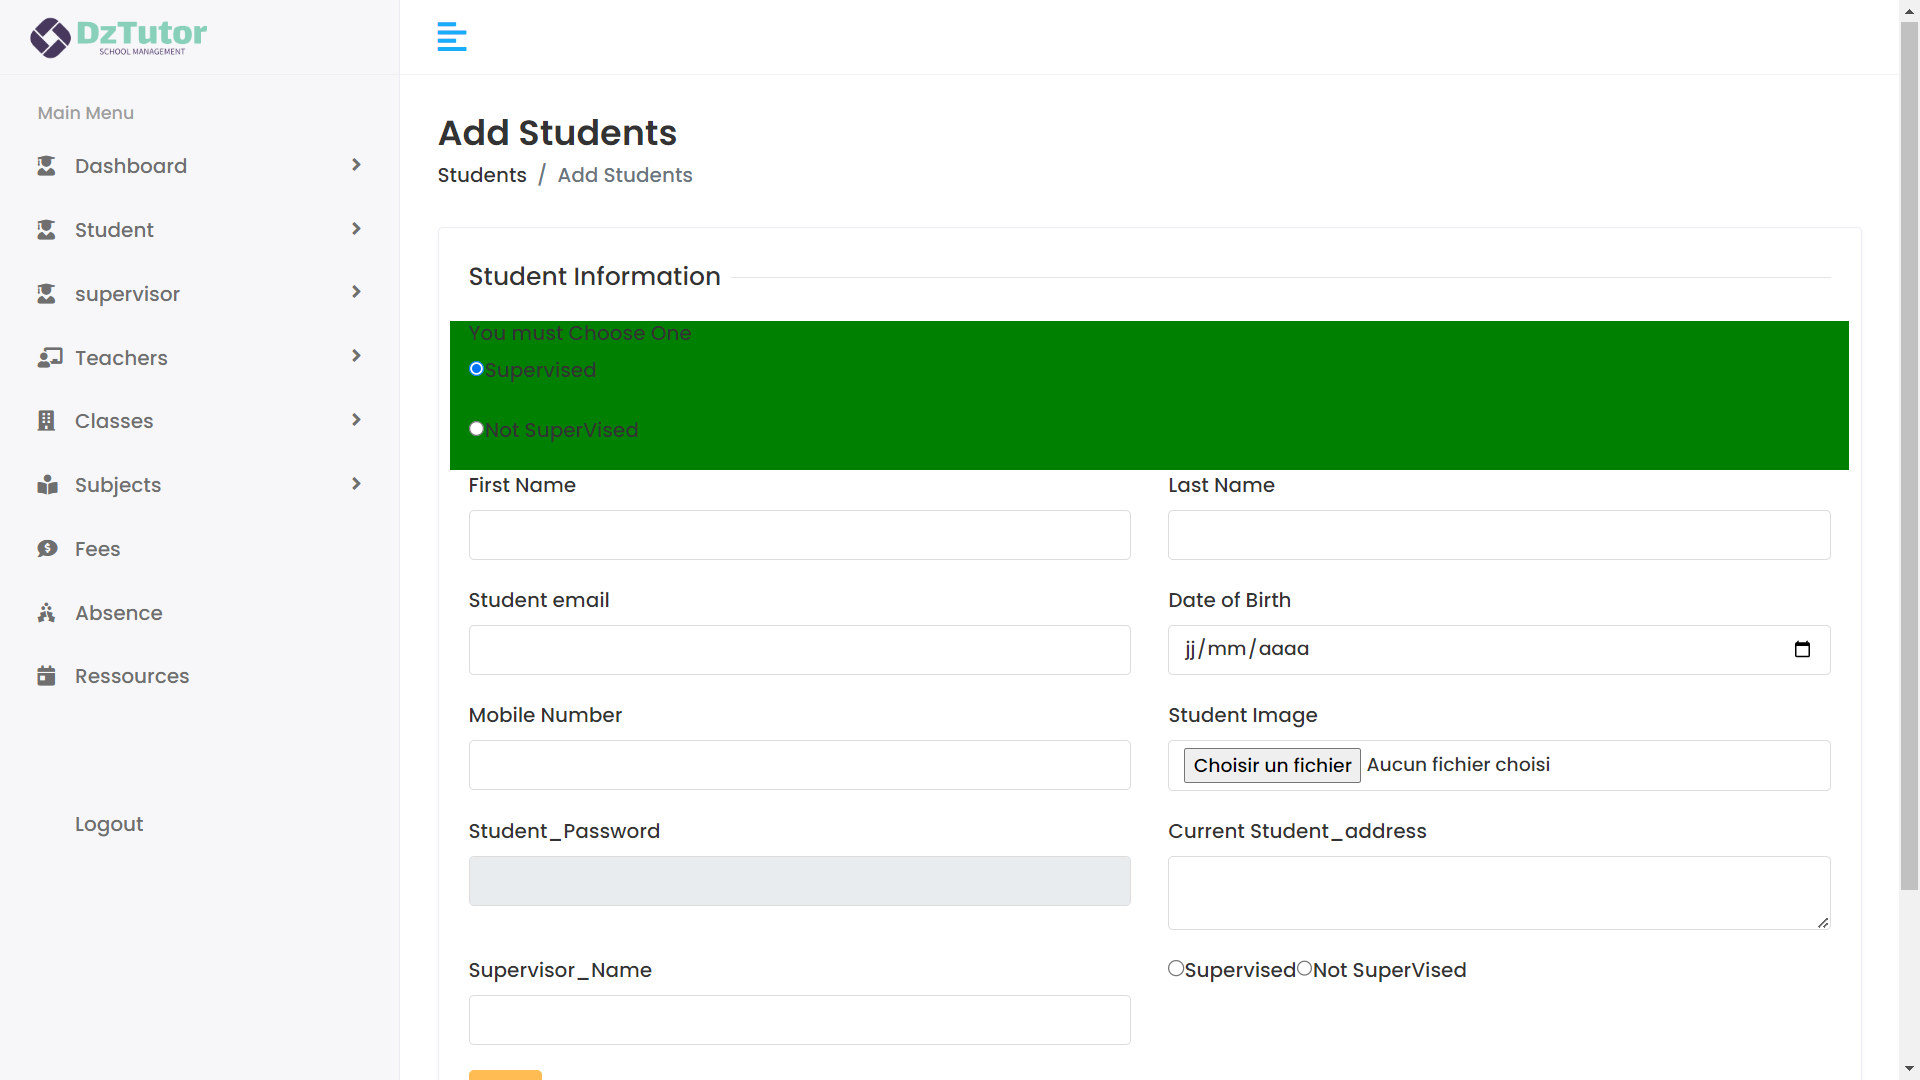 DzTutor
SCHOOL MANAGEMENT
Main Menu
Dashboard
Student
supervisor
Teachers
Classes
Subjects
Fees
Absence
Ressources
Logout
Add Students
Students / Add Students
Student Information
You must Choose One
Supervised
Not SuperVised
First Name
Last Name
Student email
Date of Birth
jj/mm/aaaa
Mobile Number
Student Image
Choisir un fichier Aucun fichier choisi
Student_Password
Current Student_address
Supervisor_Name
Supervised Not SuperVised